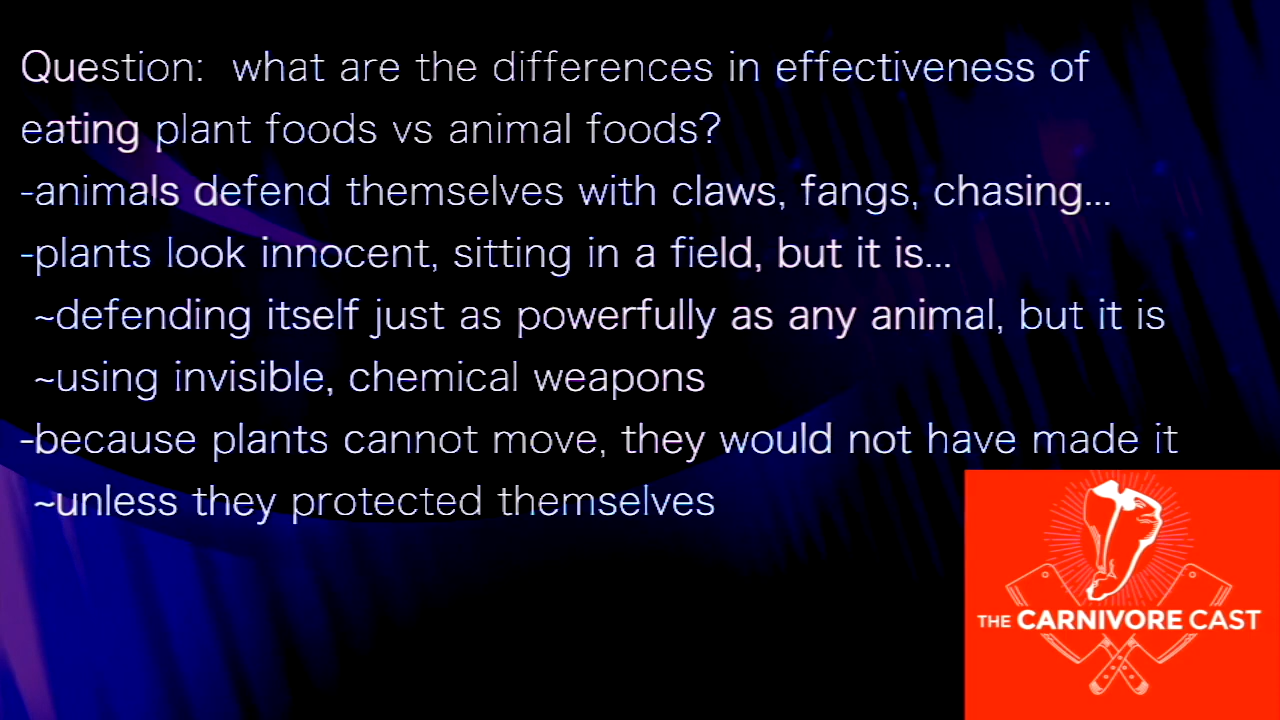 Question:  what are the differences in effectiveness of
eating plant foods vs animal foods?
-animals defend themselves with claws, fangs, chasing...
-plants look innocent, sitting in a field, but it is...
~defending itself just as powerfully as any animal, but it is
~using invisible, chemical weapons
-because plants cannot move, they would not have made it
~unless they protected themselves
THE CARNIVORE CAST